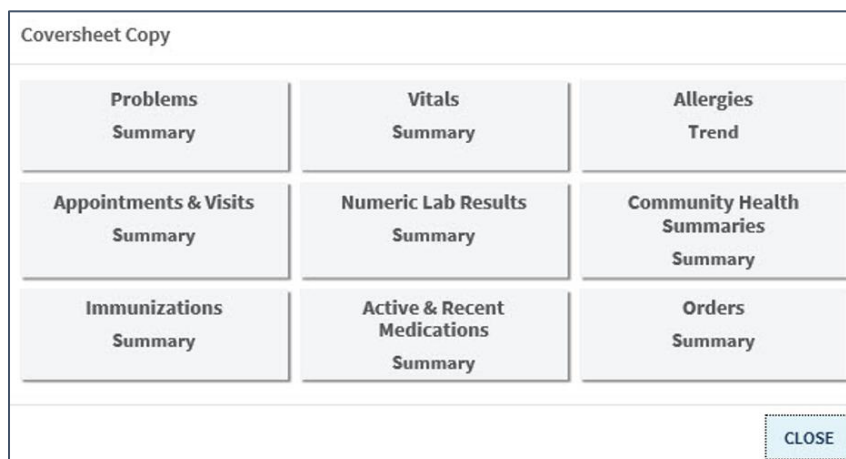 Coversheet Copy
Problems
Summary
Vitals
Summary
Allergies
Trend
Appointments & Visits
Summary
Numeric Lab Results
Summary
Community Health
Summaries
Summary
Immunizations
Summary
Active & Recent
Medications
Summary
Orders
Summary
CLOSE